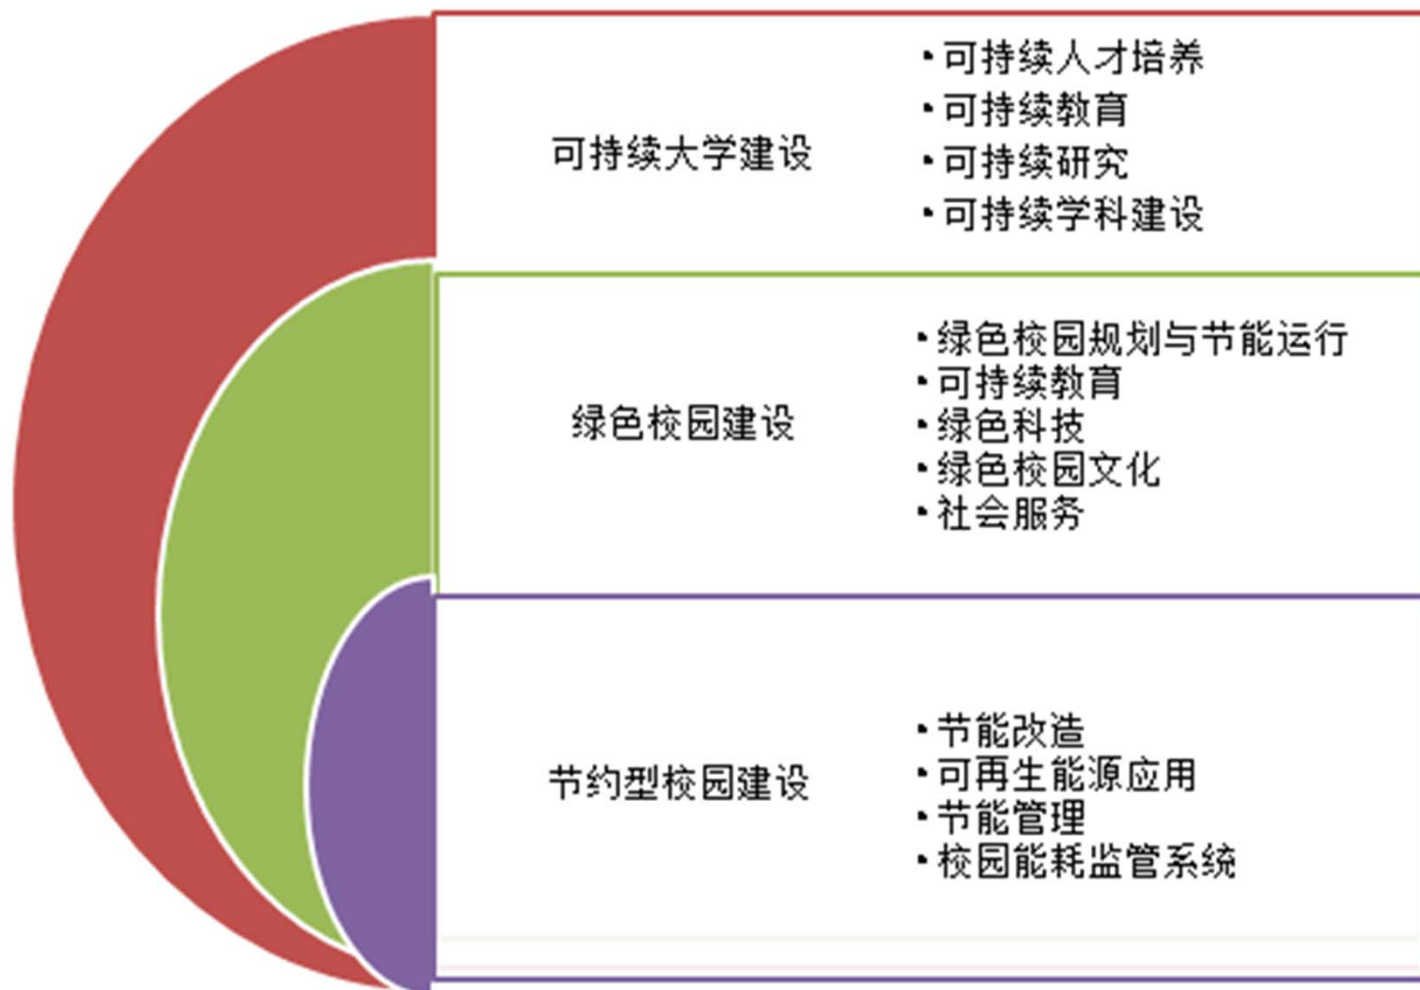 可持续大学建设
•可持续人才培养
•可持续教育
•可持续研究
•可持续学科建设
绿色校园建设
•绿色校园规划与节能运行
•可持续教育
•绿色科技
•绿色校园文化
•社会服务
节约型校园建设
•节能改造
•可再生能源应用
•节能管理
•校园能耗监管系统